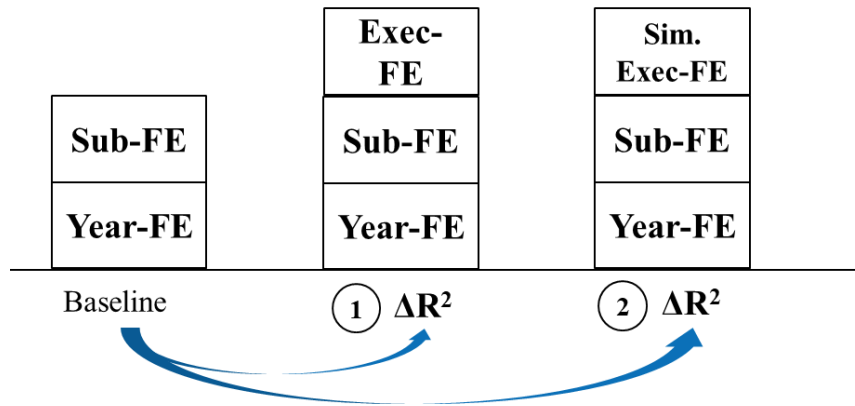 Exec-
FE
Sim.
Exec-FE
Sub-FE
Sub-FE
Sub-FE
Year-FE
Year-FE
Year-FE
Baseline
1 ΔR²
2 ΔR²